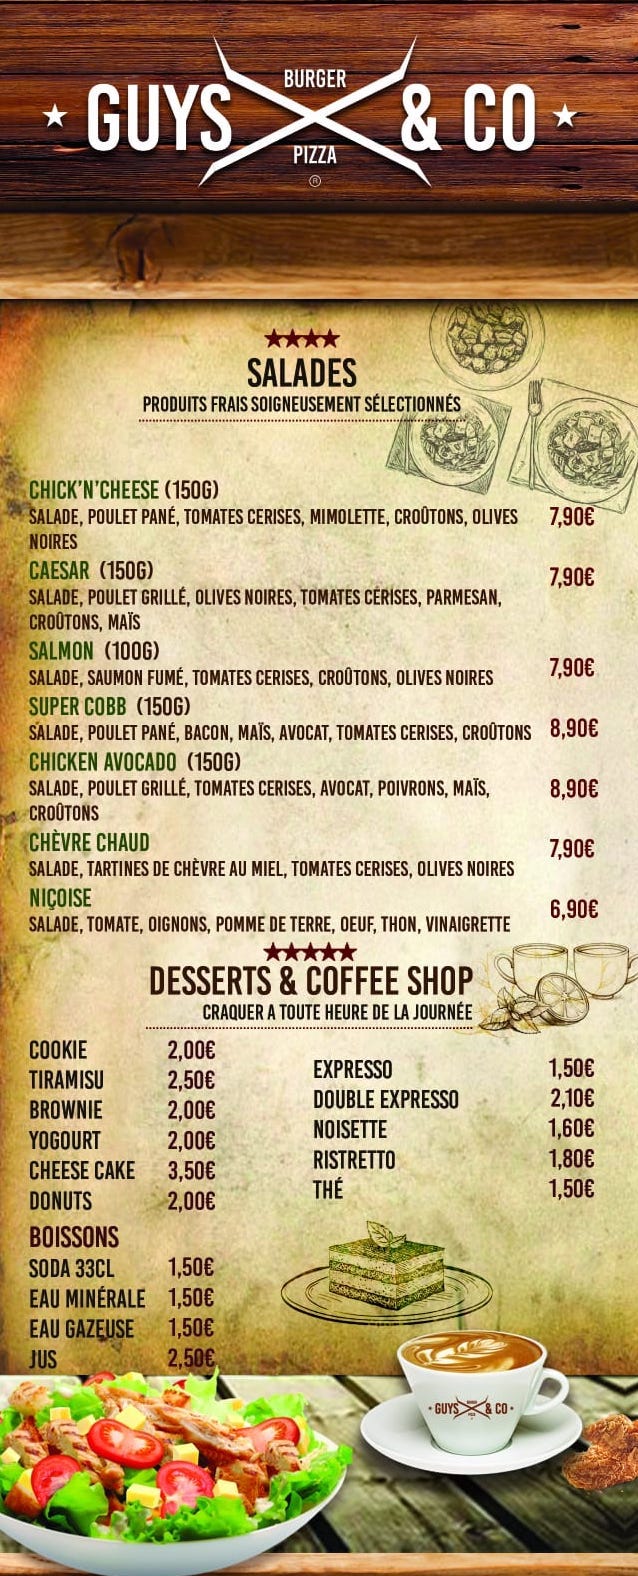 BURGER
★ GUYS & CO ★
PIZZA
®
SALADES
PRODUITS FRAIS SOIGNEUSEMENT SÉLECTIONNÉS
CHICK'N'CHEESE (150G)
SALADE, POULET PANÉ, TOMATES CERISES, MIMOLETTE, CROÛTONS, OLIVES 7,90€
NOIRES
CAESAR (150G) 7,90€
SALADE, POULET GRILLÉ, OLIVES NOIRES, TOMATES CÉRISES, PARMESAN,
CROÛTONS, MAÏS
SALMON (100G) 7,90€
SALADE, SAUMON FUMÉ, TOMATES CERISES, CROÛTONS, OLIVES NOIRES
SUPER COBB (150G)
SALADE, POULET PANÉ, BACON, MAÏS, AVOCAT, TOMATES CERISES, CROÛTONS 8,90€
CHICKEN AVOCADO (150G)
SALADE, POULET GRILLÉ, TOMATES CERISES, AVOCAT, POIVRONS, MAÏS, 8,90€
CROÛTONS
CHÈVRE CHAUD 7,90€
SALADE, TARTINES DE CHÈVRE AU MIEL, TOMATES CERISES, OLIVES NOIRES
NIÇOISE 6,90€
SALADE, TOMATE, OIGNONS, POMME DE TERRE, OEUF, THON, VINAIGRETTE
DESSERTS & COFFEE SHOP
CRAQUER A TOUTE HEURE DE LA JOURNÉE
COOKIE 2,00€
TIRAMISU 2,50€
BROWNIE 2,00€
YOGOURT 2,00€
CHEESE CAKE 3,50€
DONUTS 2,00€
EXPRESSO 1,50€
DOUBLE EXPRESSO 2,10€
NOISETTE 1,60€
RISTRETTO 1,80€
THÉ 1,50€
BOISSONS
SODA 33CL 1,50€
EAU MINÉRALE 1,50€
EAU GAZEUSE 1,50€
JUS 2,50€
BURGER
GUYS & CO
PIZZA